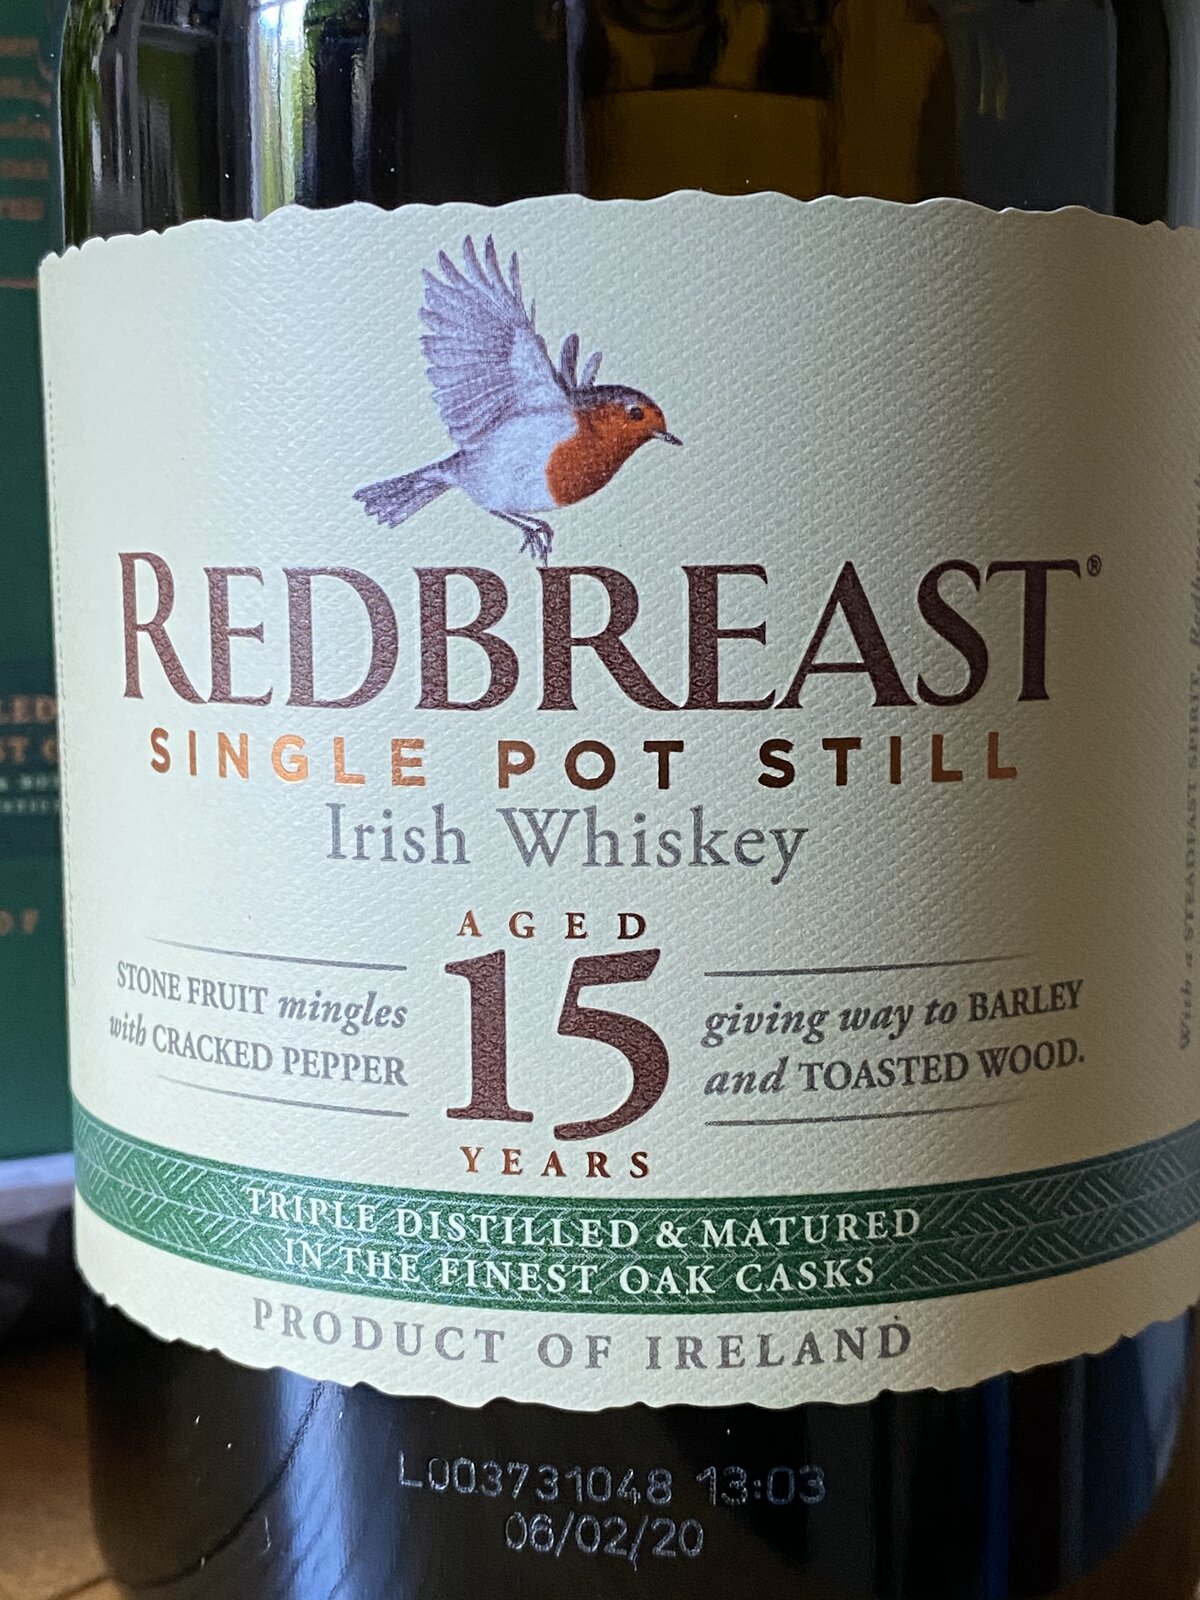 REDBREAST®
SINGLE POT STILL
Irish Whiskey
AGED
15
YEARS
STONE FRUIT mingles
with CRACKED PEPPER
giving way to BARLEY
and TOASTED WOOD.
TRIPLE DISTILLED & MATURED
IN THE FINEST OAK CASKS
PRODUCT OF IRELAND
L003731048 13:03
06/02/20